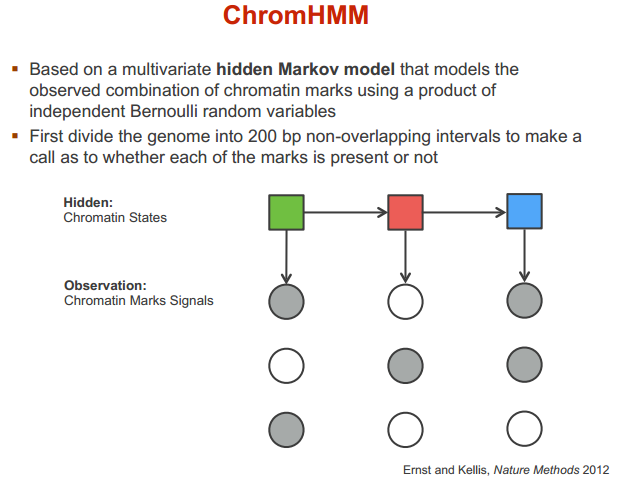 ChromHMM
▪ Based on a multivariate hidden Markov model that models the
observed combination of chromatin marks using a product of
independent Bernoulli random variables
▪ First divide the genome into 200 bp non-overlapping intervals to make a
call as to whether each of the marks is present or not
Hidden:
Chromatin States
Observation:
Chromatin Marks Signals
Ernst and Kellis, Nature Methods 2012